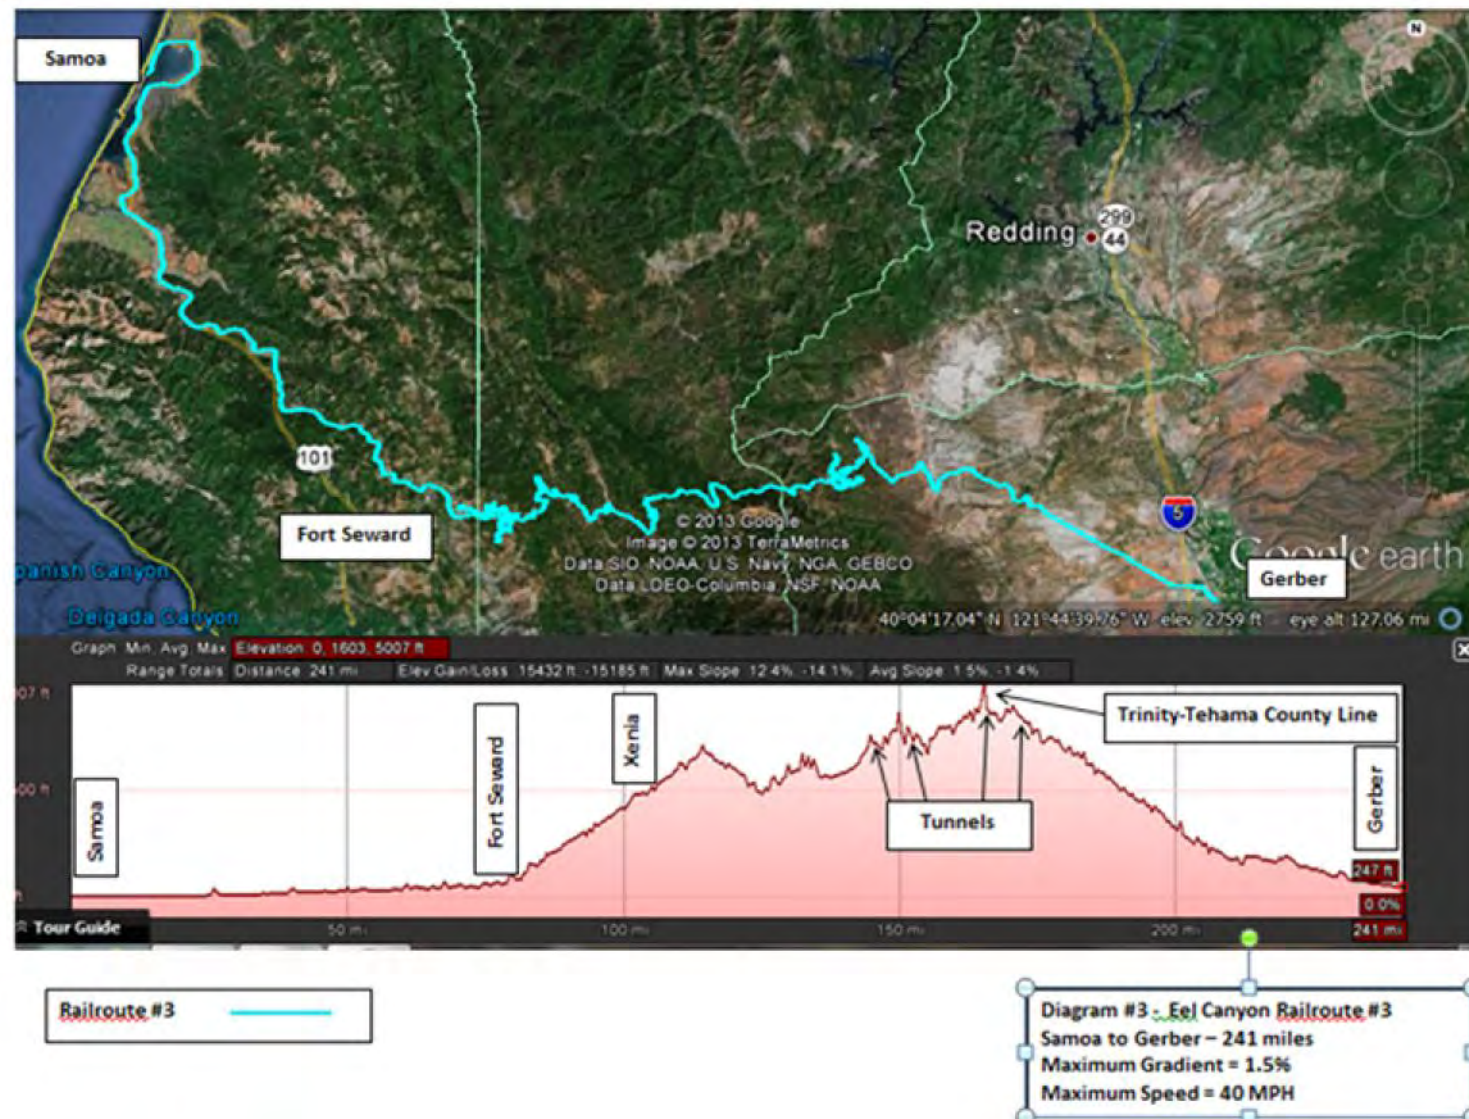 Samoa
N
299
Redding
44
101
Fort Seward
5
© 2013 Google
Image © 2013 TerraMetrics
Data SIO, NOAA, U.S. Navy, NGA, GEBCO
Data LDEO-Columbia, NSF, NOAA
Google earth
Gerber
panish Canyon
Delgada Canyon
40°04'17.04" N 121°44'39.76" W elev 2759 ft eye alt 127.06 mi
Graph: Min, Avg, Max Elevation: 0, 1603, 5007 ft
Range Totals: Distance: 241 mi Elev Gain/Loss: 15432 ft, -15185 ft Max Slope: 12.4%, -14.1% Avg Slope: 1.5%, -1.4%
07 ft
Trinity-Tehama County Line
Xenia
Fort Seward
00 ft
Samoa
Tunnels
Gerber
247 ft
0.0%
ft
Tour Guide
50 mi
100 mi
150 mi
200 mi
241 mi
Railroute #3
Diagram #3 - Eel Canyon Railroute #3
Samoa to Gerber – 241 miles
Maximum Gradient = 1.5%
Maximum Speed = 40 MPH